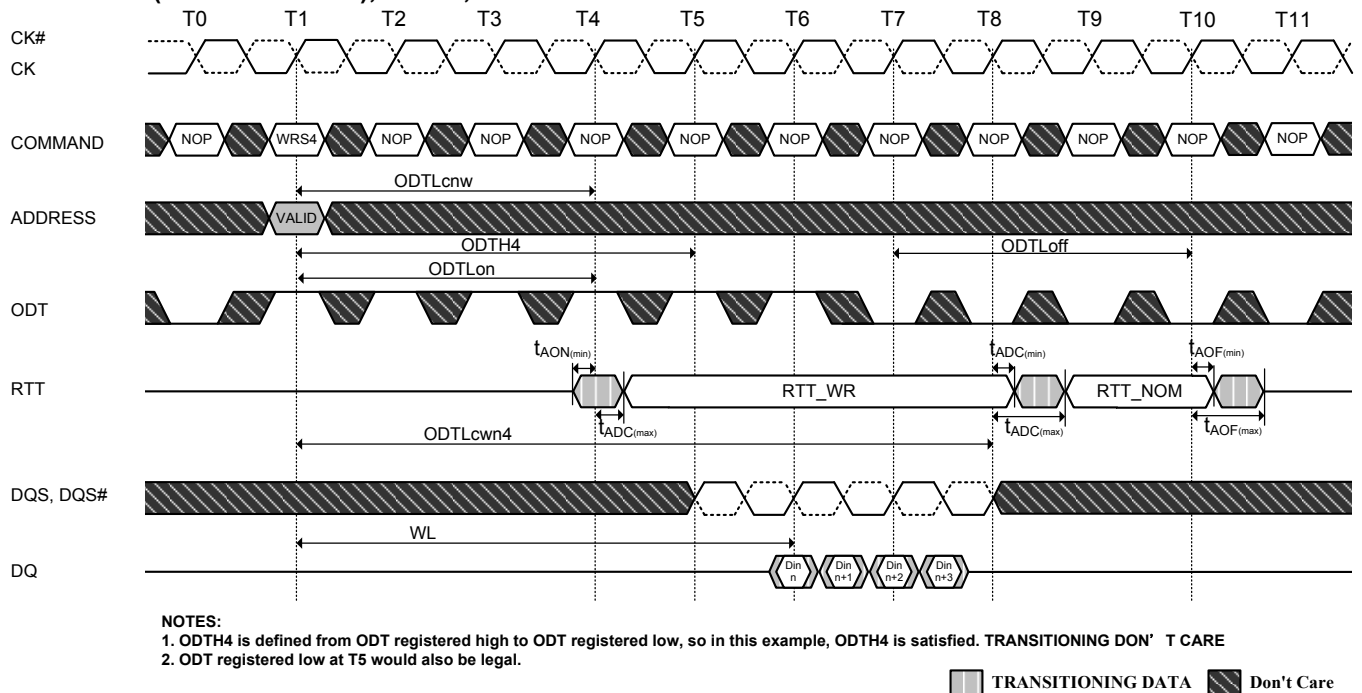 T0 T1 T2 T3 T4 T5 T6 T7 T8 T9 T10 T11
CK#
CK
COMMAND NOP WRS4 NOP NOP NOP NOP NOP NOP NOP NOP NOP NOP
ODTLcnw
ADDRESS VALID
ODTH4 ODTLoff
ODTLon
ODT
tAON(min) tADC(min) tAOF(min)
RTT RTT_WR RTT_NOM
tADC(max) tADC(max) tAOF(max)
ODTLcwn4
DQS, DQS#
WL
DQ Din n Din n+1 Din n+2 Din n+3
NOTES:
1. ODTH4 is defined from ODT registered high to ODT registered low, so in this example, ODTH4 is satisfied. TRANSITIONING DON’ T CARE
2. ODT registered low at T5 would also be legal.
TRANSITIONING DATA Don't Care